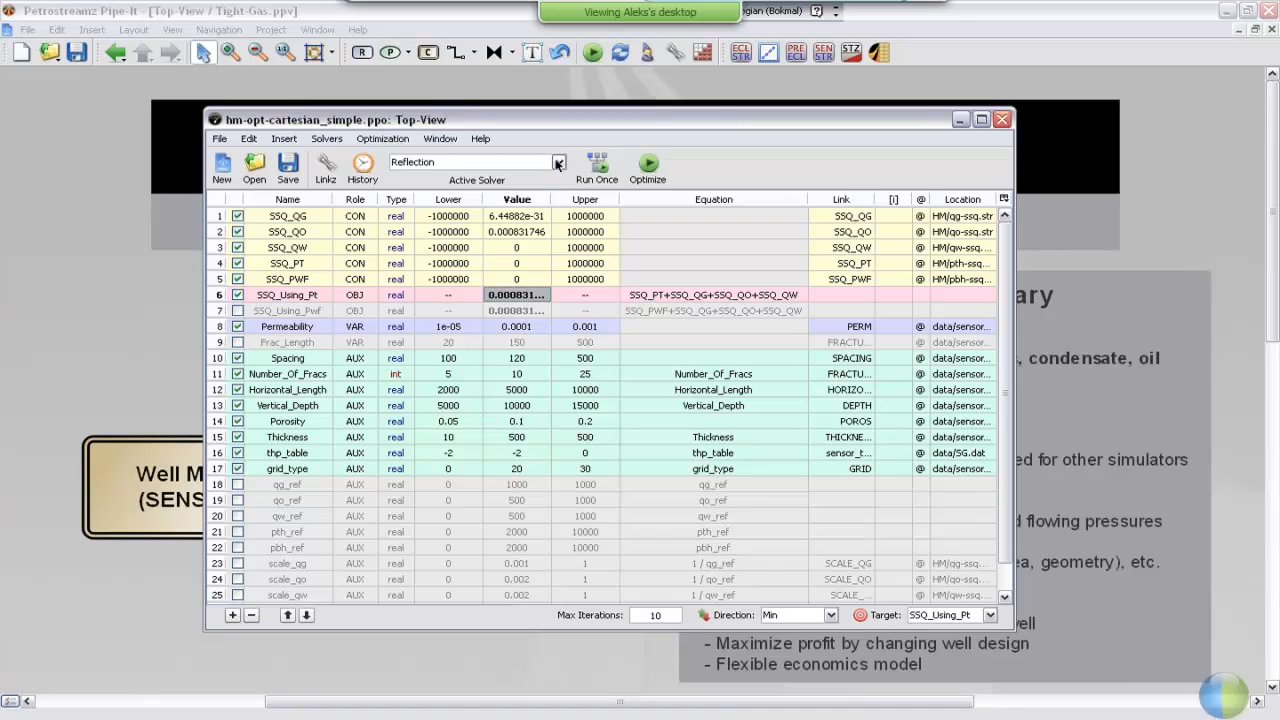 Petrostreamz Pipe-It - [Top-View / Tight-Gas.ppv]
Viewing Aleks's desktop
egian (Bokmal)
File Edit Insert Layout View Navigation Project Window Help
R P C T ECL STR PRE ECL SEN STR STZ
hm-opt-cartesian_simple.ppo: Top-View
File Edit Insert Solvers Optimization Window Help
Reflection
New Open Save Linkz History Active Solver Run Once Optimize
Name Role Type Lower Value Upper Equation Link [i] @ Location
1 SSQ_QG CON real -1000000 6.44882e-31 1000000 SSQ_QG @ HM/qg-ssq.str
2 SSQ_QO CON real -1000000 0.000831746 1000000 SSQ_QO @ HM/qo-ssq.str
3 SSQ_QW CON real -1000000 0 1000000 SSQ_QW @ HM/qw-ssq....
4 SSQ_PT CON real -1000000 0 1000000 SSQ_PT @ HM/pth-ssq...
5 SSQ_PWF CON real -1000000 0 1000000 SSQ_PWF @ HM/pbh-ssq...
6 SSQ_Using_Pt OBJ real -- 0.000831... -- SSQ_PT+SSQ_QG+SSQ_QO+SSQ_QW
7 SSQ_Using_Pwf OBJ real -- 0.000831... -- SSQ_PWF+SSQ_QG+SSQ_QO+SSQ_QW
8 Permeability VAR real 1e-05 0.0001 0.001 PERM @ data/sensor...
9 Frac_Length VAR real 20 150 500 FRACTU... @ data/sensor...
10 Spacing AUX real 100 120 500 SPACING @ data/sensor...
11 Number_Of_Fracs AUX int 5 10 25 Number_Of_Fracs FRACTU... @ data/sensor...
12 Horizontal_Length AUX real 2000 5000 10000 Horizontal_Length HORIZO... @ data/sensor...
13 Vertical_Depth AUX real 5000 10000 15000 Vertical_Depth DEPTH @ data/sensor...
14 Porosity AUX real 0.05 0.1 0.2 POROS @ data/sensor...
15 Thickness AUX real 10 500 500 Thickness THICKNE... @ data/sensor...
16 thp_table AUX real -2 -2 0 thp_table sensor_t... @ data/SG.dat
17 grid_type AUX real 0 20 30 grid_type GRID @ data/sensor...
18 qg_ref AUX real 0 1000 1000 qg_ref
19 qo_ref AUX real 0 500 1000 qo_ref
20 qw_ref AUX real 0 500 1000 qw_ref
21 pth_ref AUX real 0 2000 10000 pth_ref
22 pbh_ref AUX real 0 2000 10000 pbh_ref
23 scale_qg AUX real 0 0.001 1 1 / qg_ref SCALE_QG @ HM/qg-ssq....
24 scale_qo AUX real 0 0.002 1 1 / qo_ref SCALE_QO @ HM/qo-ssq....
25 scale_qw AUX real 0 0.002 1 1 / qw_ref SCALE_... @ HM/qw-ssq...
Max Iterations: 10 Direction: Min Target: SSQ_Using_Pt
Well M
(SENS
ary
, condensate, oil
ed for other simulators
d flowing pressures
ea, geometry), etc.
vell
- Maximize profit by changing well design
- Flexible economics model